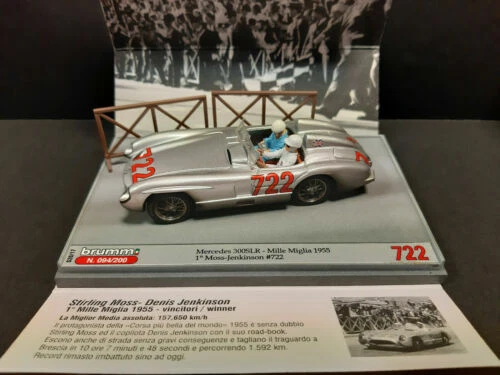 722
722
722
Mercedes 300SLR - Mille Miglia 1955
1° Moss-Jenkinson #722
722
brumm
N. 094/200
Stirling Moss- Denis Jenkinson
1° Mille Miglia 1955 - vincitori / winner
La Miglior Media assoluta: 157.650 km/h
Il protagonista della «Corsa più bella del mondo» 1955 è senza dubbio
Stirling Moss ed il copilota Denis Jenkinson con il suo road-book.
Escono anche di strada senza gravi conseguenze e tagliano il traguardo a
Brescia in 10 ore 7 minuti e 48 secondi e percorrendo 1.592 km.
Record rimasto imbattuto sino ad oggi.